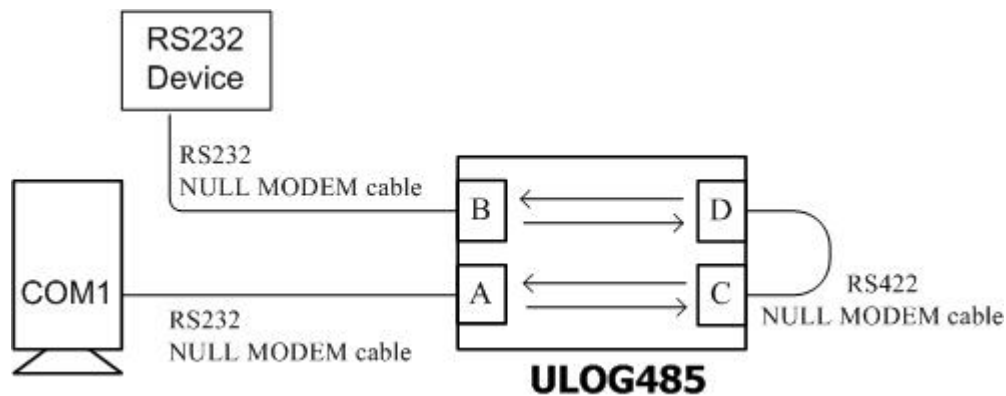 RS232
Device
RS232
NULL MODEM cable
B
D
COM1
A
C
RS422
NULL MODEM cable
RS232
NULL MODEM cable
ULOG485